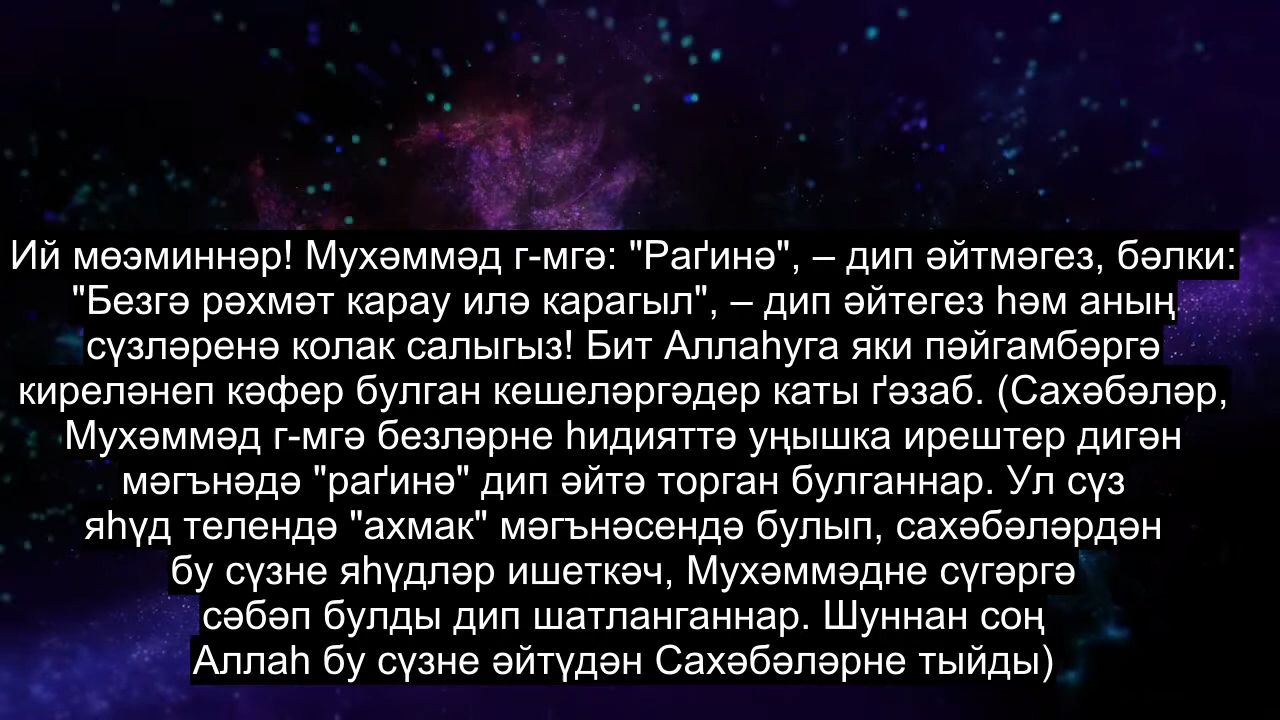 Ий мөэминнәр! Мухәммәд г-мгә: "Раґинә", – дип әйтмәгез, бәлки:
"Безгә рәхмәт карау илә карагыл", – дип әйтегез һәм аның
сүзләренә колак салыгыз! Бит Аллаһуга яки пәйгамбәргә
киреләнеп кәфер булган кешеләргәдер каты ґәзаб. (Сахәбәләр,
Мухәммәд г-мгә безләрне һидияттә уңышка ирештер дигән
мәгънәдә "раґинә" дип әйтә торган булганнар. Ул сүз
яһүд телендә "ахмак" мәгънәсендә булып, сахәбәләрдән
бу сүзне яһүдләр ишеткәч, Мухәммәдне сүгәргә
сәбәп булды дип шатланганнар. Шуннан соң
Аллаһ бу сүзне әйтүдән Сахәбәләрне тыйды)